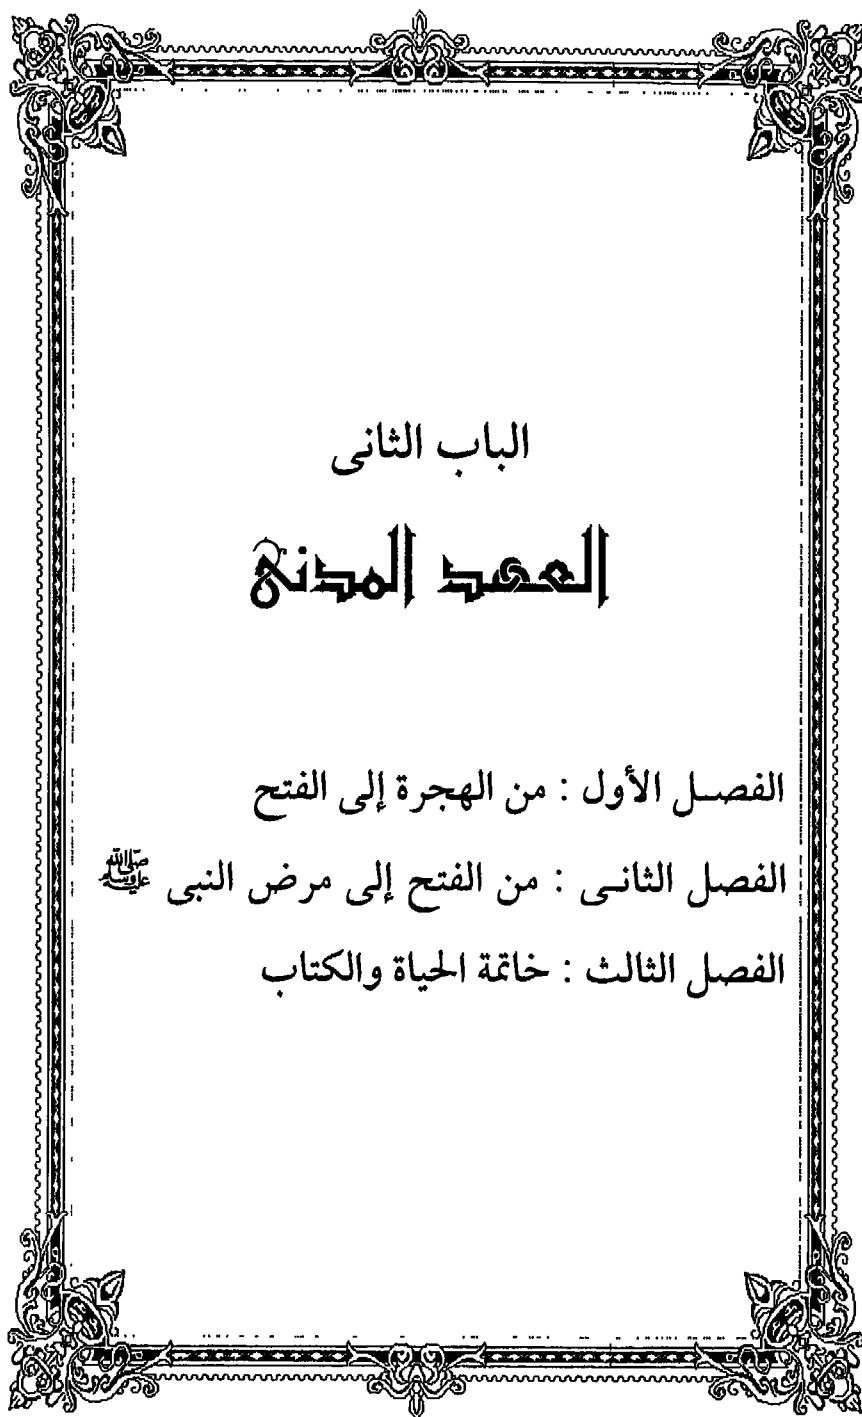 الباب الثانى
العهد المدنى
الفصل الأول : من الهجرة إلى الفتح
الفصل الثانى : من الفتح إلى مرض النبى ﷺ
الفصل الثالث : خاتمة الحياة والكتاب